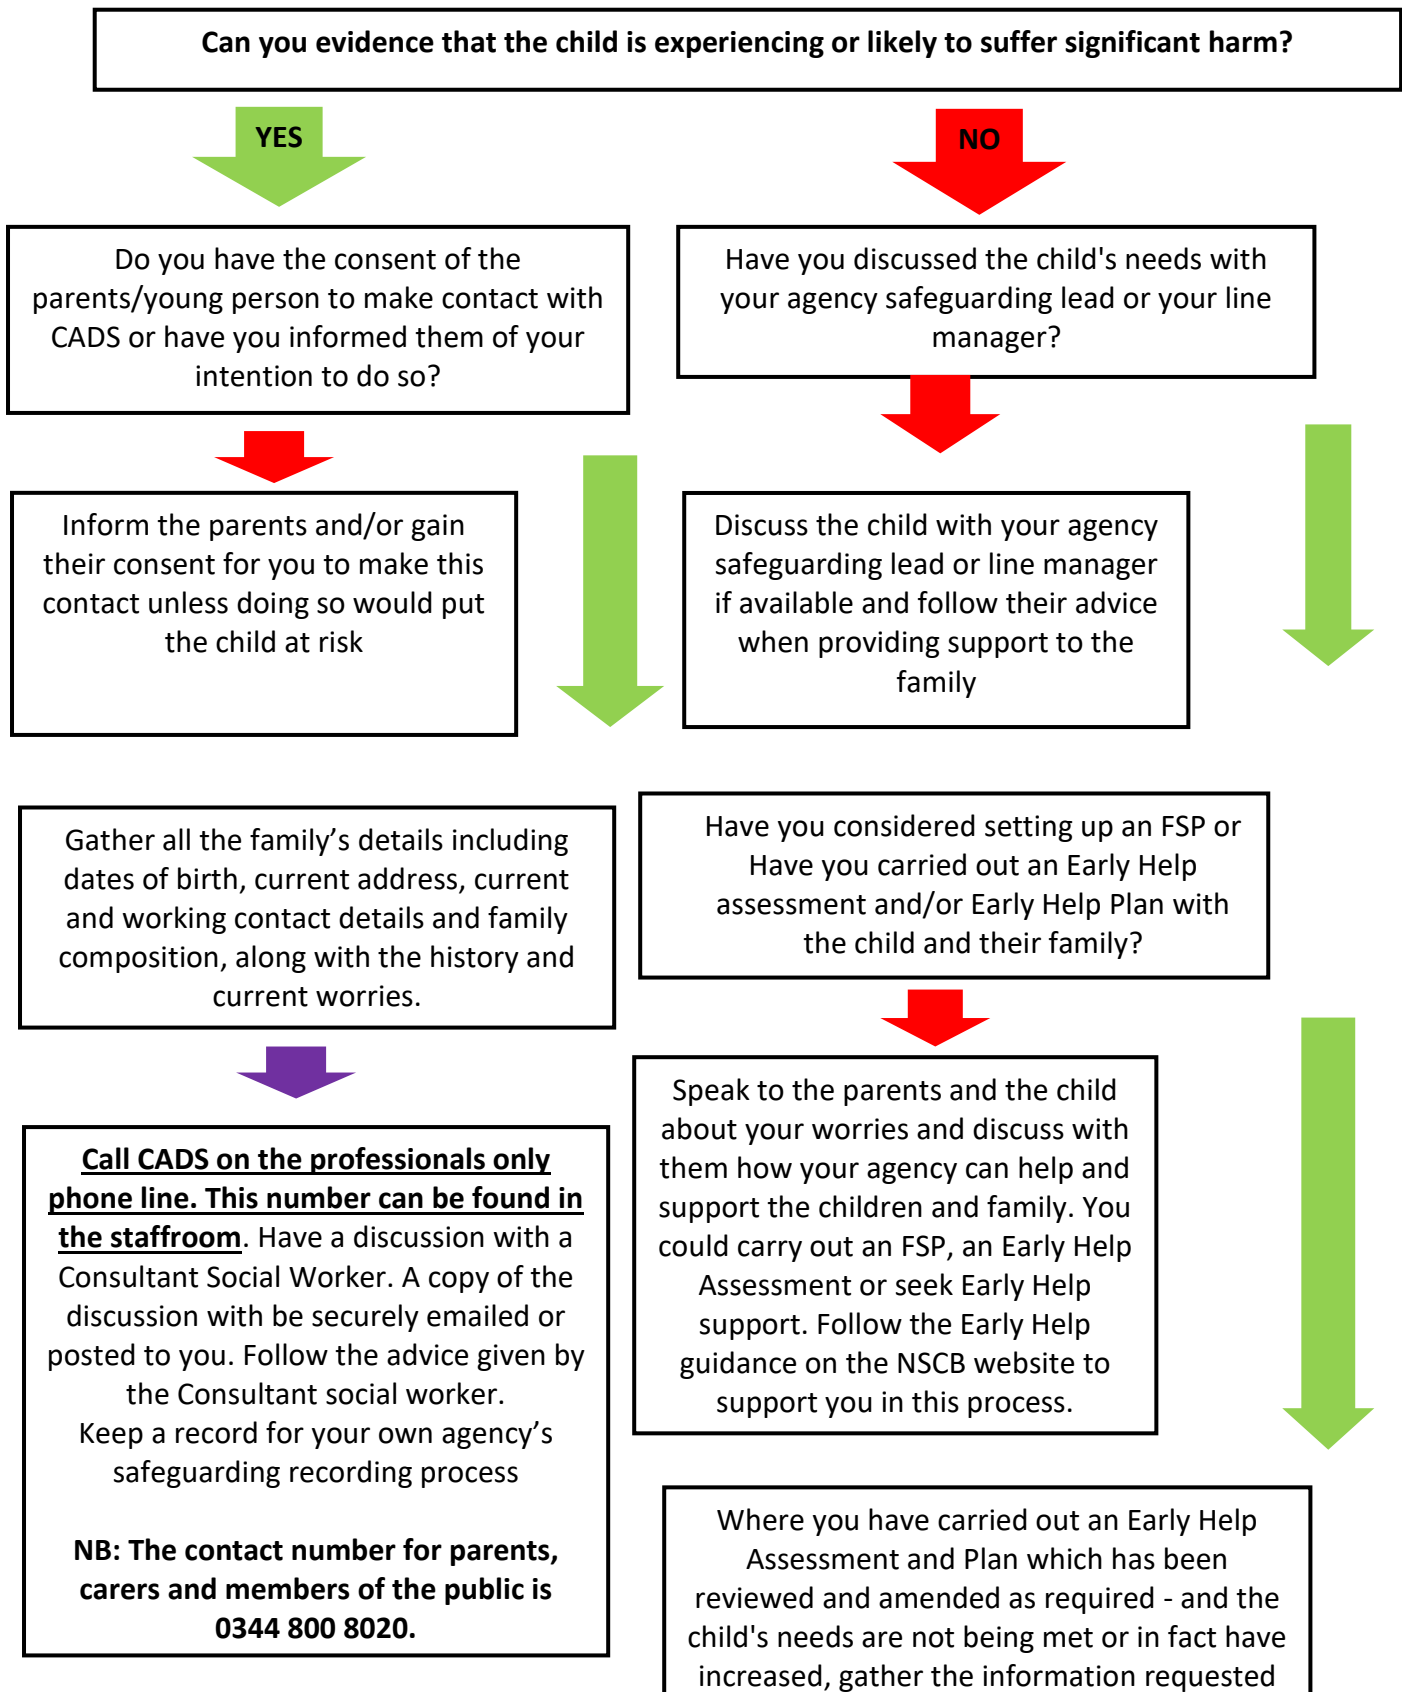 Can you evidence that the child is experiencing or likely to suffer significant harm?
YES
NO
Do you have the consent of the
parents/young person to make contact with
CADS or have you informed them of your
intention to do so?
Have you discussed the child's needs with
your agency safeguarding lead or your line
manager?
Inform the parents and/or gain
their consent for you to make this
contact unless doing so would put
the child at risk
Discuss the child with your agency
safeguarding lead or line manager
if available and follow their advice
when providing support to the
family
Gather all the family’s details including
dates of birth, current address, current
and working contact details and family
composition, along with the history and
current worries.
Have you considered setting up an FSP or
Have you carried out an Early Help
assessment and/or Early Help Plan with
the child and their family?
Call CADS on the professionals only
phone line. This number can be found in
the staffroom. Have a discussion with a
Consultant Social Worker. A copy of the
discussion with be securely emailed or
posted to you. Follow the advice given by
the Consultant social worker.
Keep a record for your own agency’s
safeguarding recording process
NB: The contact number for parents,
carers and members of the public is
0344 800 8020.
Speak to the parents and the child
about your worries and discuss with
them how your agency can help and
support the children and family. You
could carry out an FSP, an Early Help
Assessment or seek Early Help
support. Follow the Early Help
guidance on the NSCB website to
support you in this process.
Where you have carried out an Early Help
Assessment and Plan which has been
reviewed and amended as required - and the
child's needs are not being met or in fact have
increased, gather the information requested